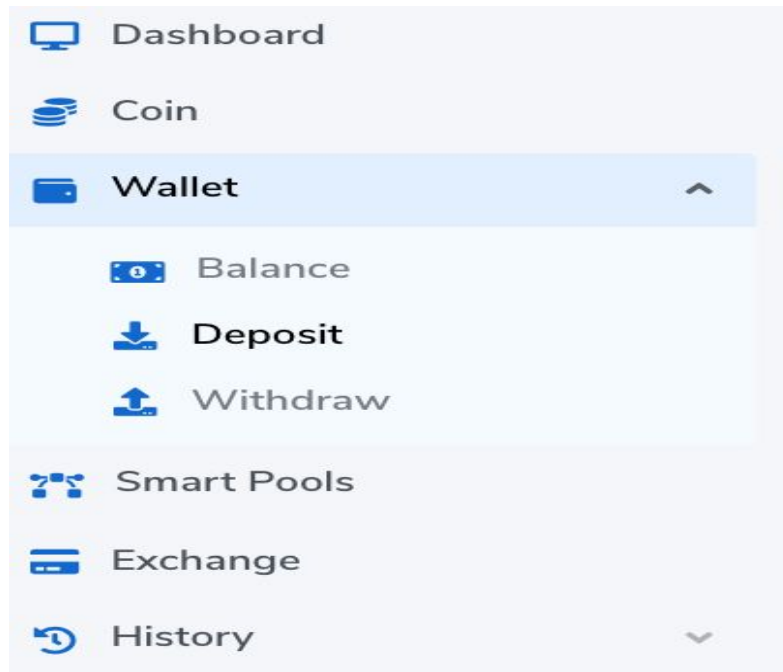 Dashboard
Coin
Wallet
Balance
Deposit
Withdraw
Smart Pools
Exchange
History